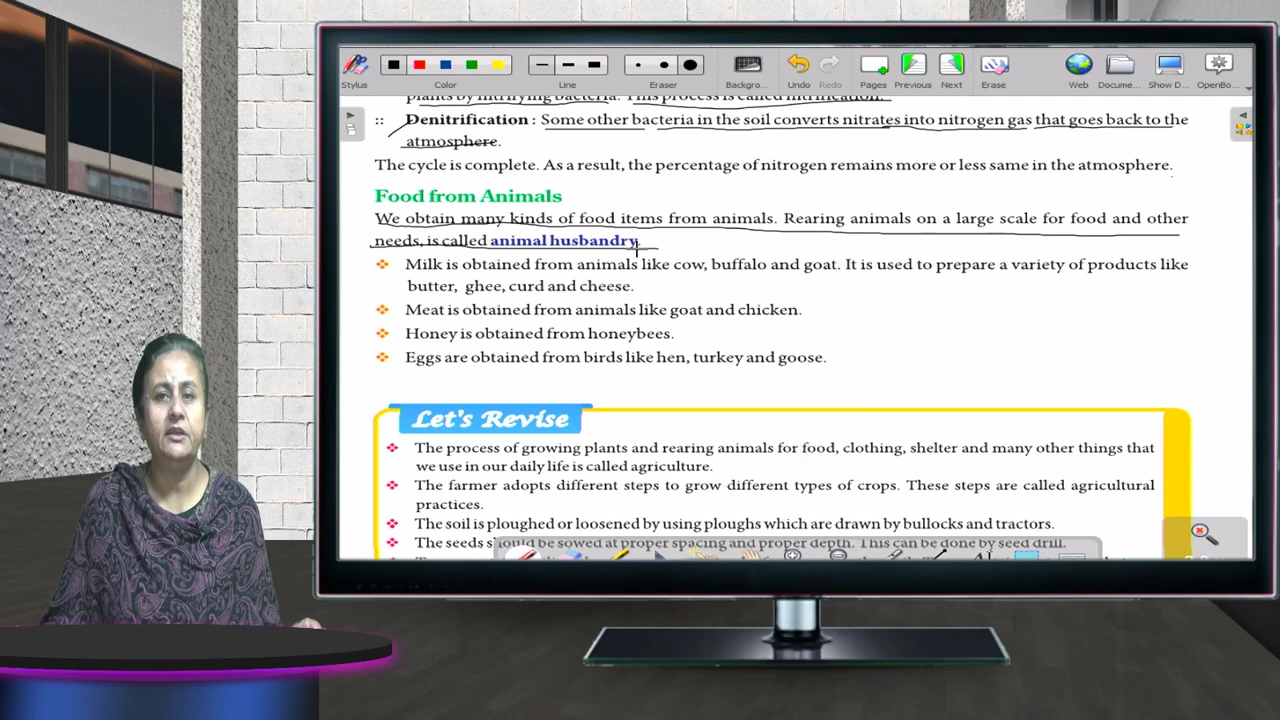 Color
Line
Eraser
Backgro...
Undo
Redo
Pages
Previous
Next
Erase
Stylus
Web
Docume...
Show D...
OpenBo...
plants by nitrifying bacteria. This process is called nitrification.
:: Denitrification : Some other bacteria in the soil converts nitrates into nitrogen gas that goes back to the
atmosphere.
The cycle is complete. As a result, the percentage of nitrogen remains more or less same in the atmosphere.
Food from Animals
We obtain many kinds of food items from animals. Rearing animals on a large scale for food and other
needs, is called animal husbandry.
Milk is obtained from animals like cow, buffalo and goat. It is used to prepare a variety of products like
butter, ghee, curd and cheese.
Meat is obtained from animals like goat and chicken.
Honey is obtained from honeybees.
Eggs are obtained from birds like hen, turkey and goose.
Let's Revise
The process of growing plants and rearing animals for food, clothing, shelter and many other things that
we use in our daily life is called agriculture.
The farmer adopts different steps to grow different types of crops. These steps are called agricultural
practices.
The soil is ploughed or loosened by using ploughs which are drawn by bullocks and tractors.
The seeds should be sowed at proper spacing and proper depth. This can be done by seed drill.